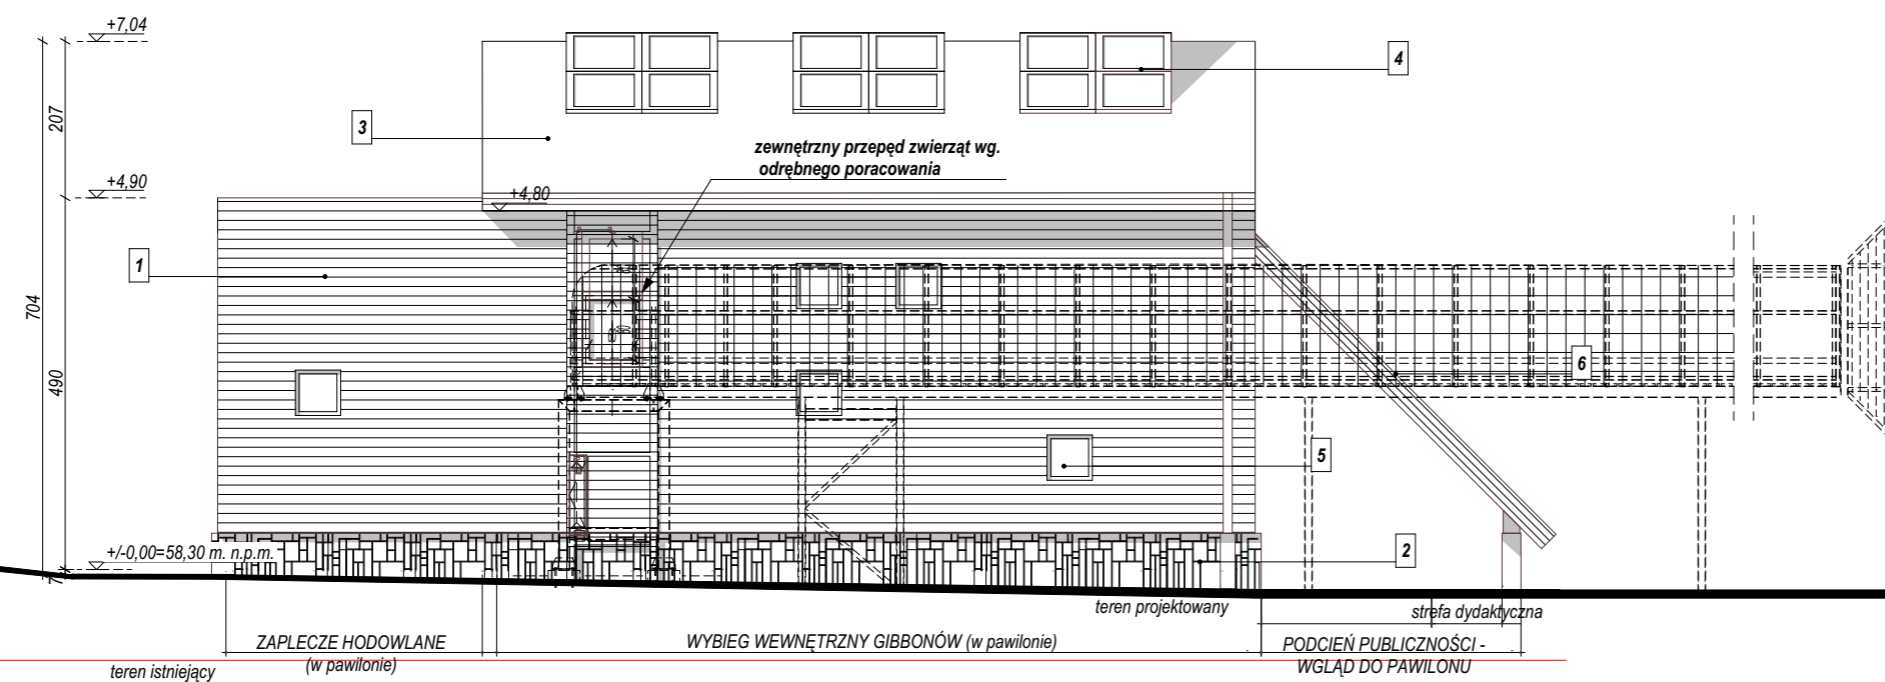 +7,04
207
3
4
zewnętrzny przepęd zwierząt wg.
odrębnego poracowania
+4,90
+4,80
1
704
490
6
5
2
+/-0,00=58,30 m. n.p.m.
7
teren projektowany
strefa dydaktyczna
ZAPLECZE HODOWLANE
(w pawilonie)
WYBIEG WEWNĘTRZNY GIBBONÓW (w pawilonie)
PODCIEŃ PUBLICZNOŚCI -
WGLĄD DO PAWILONU
teren istniejący